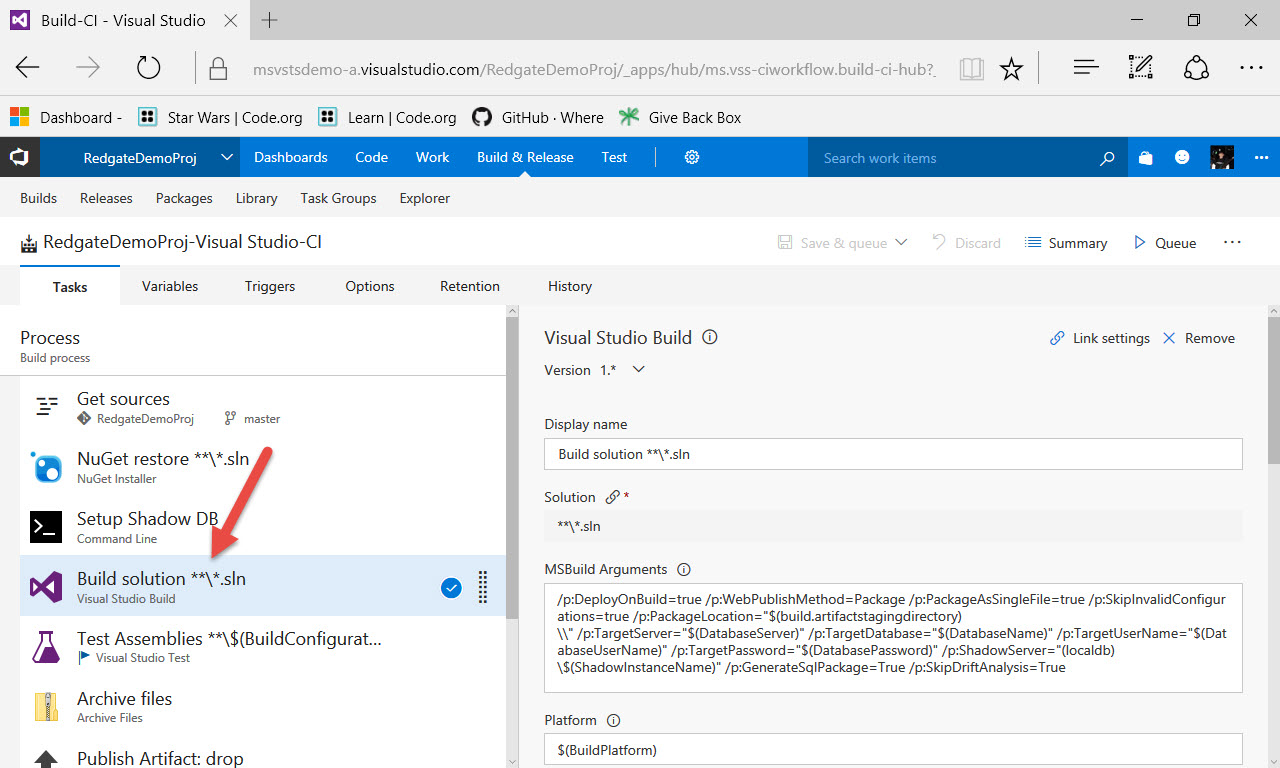 Build-CI - Visual Studio
msvstsdemo-a.visualstudio.com/RedgateDemoProj/_apps/hub/ms.vss-ciworkflow.build-ci-hub?_
Dashboard - Star Wars | Code.org Learn | Code.org GitHub · Where Give Back Box
RedgateDemoProj Dashboards Code Work Build & Release Test Search work items
Builds Releases Packages Library Task Groups Explorer
RedgateDemoProj-Visual Studio-CI Save & queue Discard Summary Queue
Tasks Variables Triggers Options Retention History
Process
Build process
Get sources
RedgateDemoProj master
NuGet restore **\*.sln
NuGet Installer
Setup Shadow DB
Command Line
Build solution **\*.sln
Visual Studio Build
Test Assemblies **\$(BuildConfigurat...
Visual Studio Test
Archive files
Archive Files
Publish Artifact: drop
Visual Studio Build Link settings Remove
Version 1.*
Display name
Build solution **\*.sln
Solution *
**\*.sln
MSBuild Arguments
/p:DeployOnBuild=true /p:WebPublishMethod=Package /p:PackageAsSingleFile=true /p:SkipInvalidConfigur
ations=true /p:PackageLocation="$(build.artifactstagingdirectory)
\\" /p:TargetServer="$(DatabaseServer)" /p:TargetDatabase="$(DatabaseName)" /p:TargetUserName="$(Dat
abaseUserName)" /p:TargetPassword="$(DatabasePassword)" /p:ShadowServer="(localdb)
\$(ShadowInstanceName)" /p:GenerateSqlPackage=True /p:SkipDriftAnalysis=True
Platform
$(BuildPlatform)